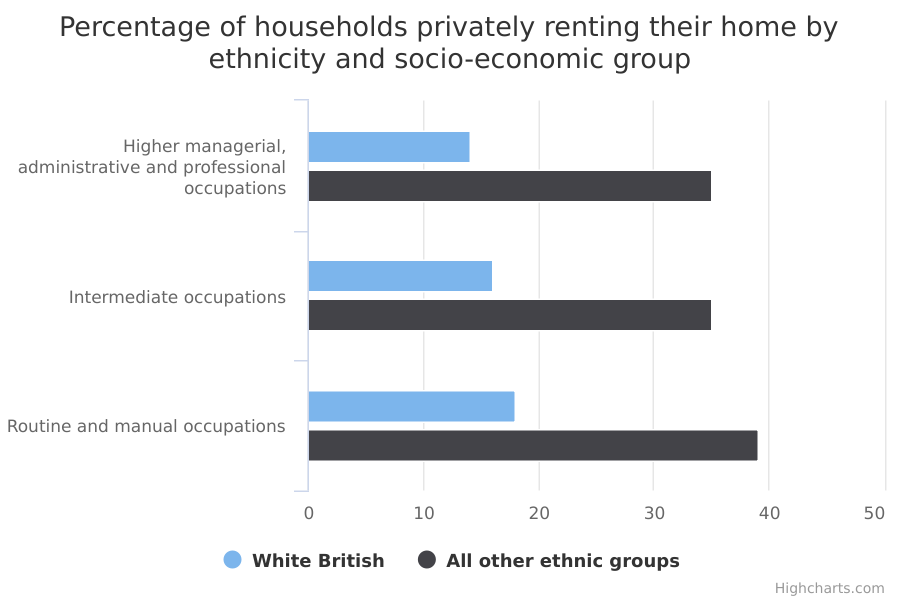 Percentage of households privately renting their home by
ethnicity and socio-economic group
Higher managerial,
administrative and professional
occupations
Intermediate occupations
Routine and manual occupations
0 10 20 30 40 50
White British All other ethnic groups
Highcharts.com